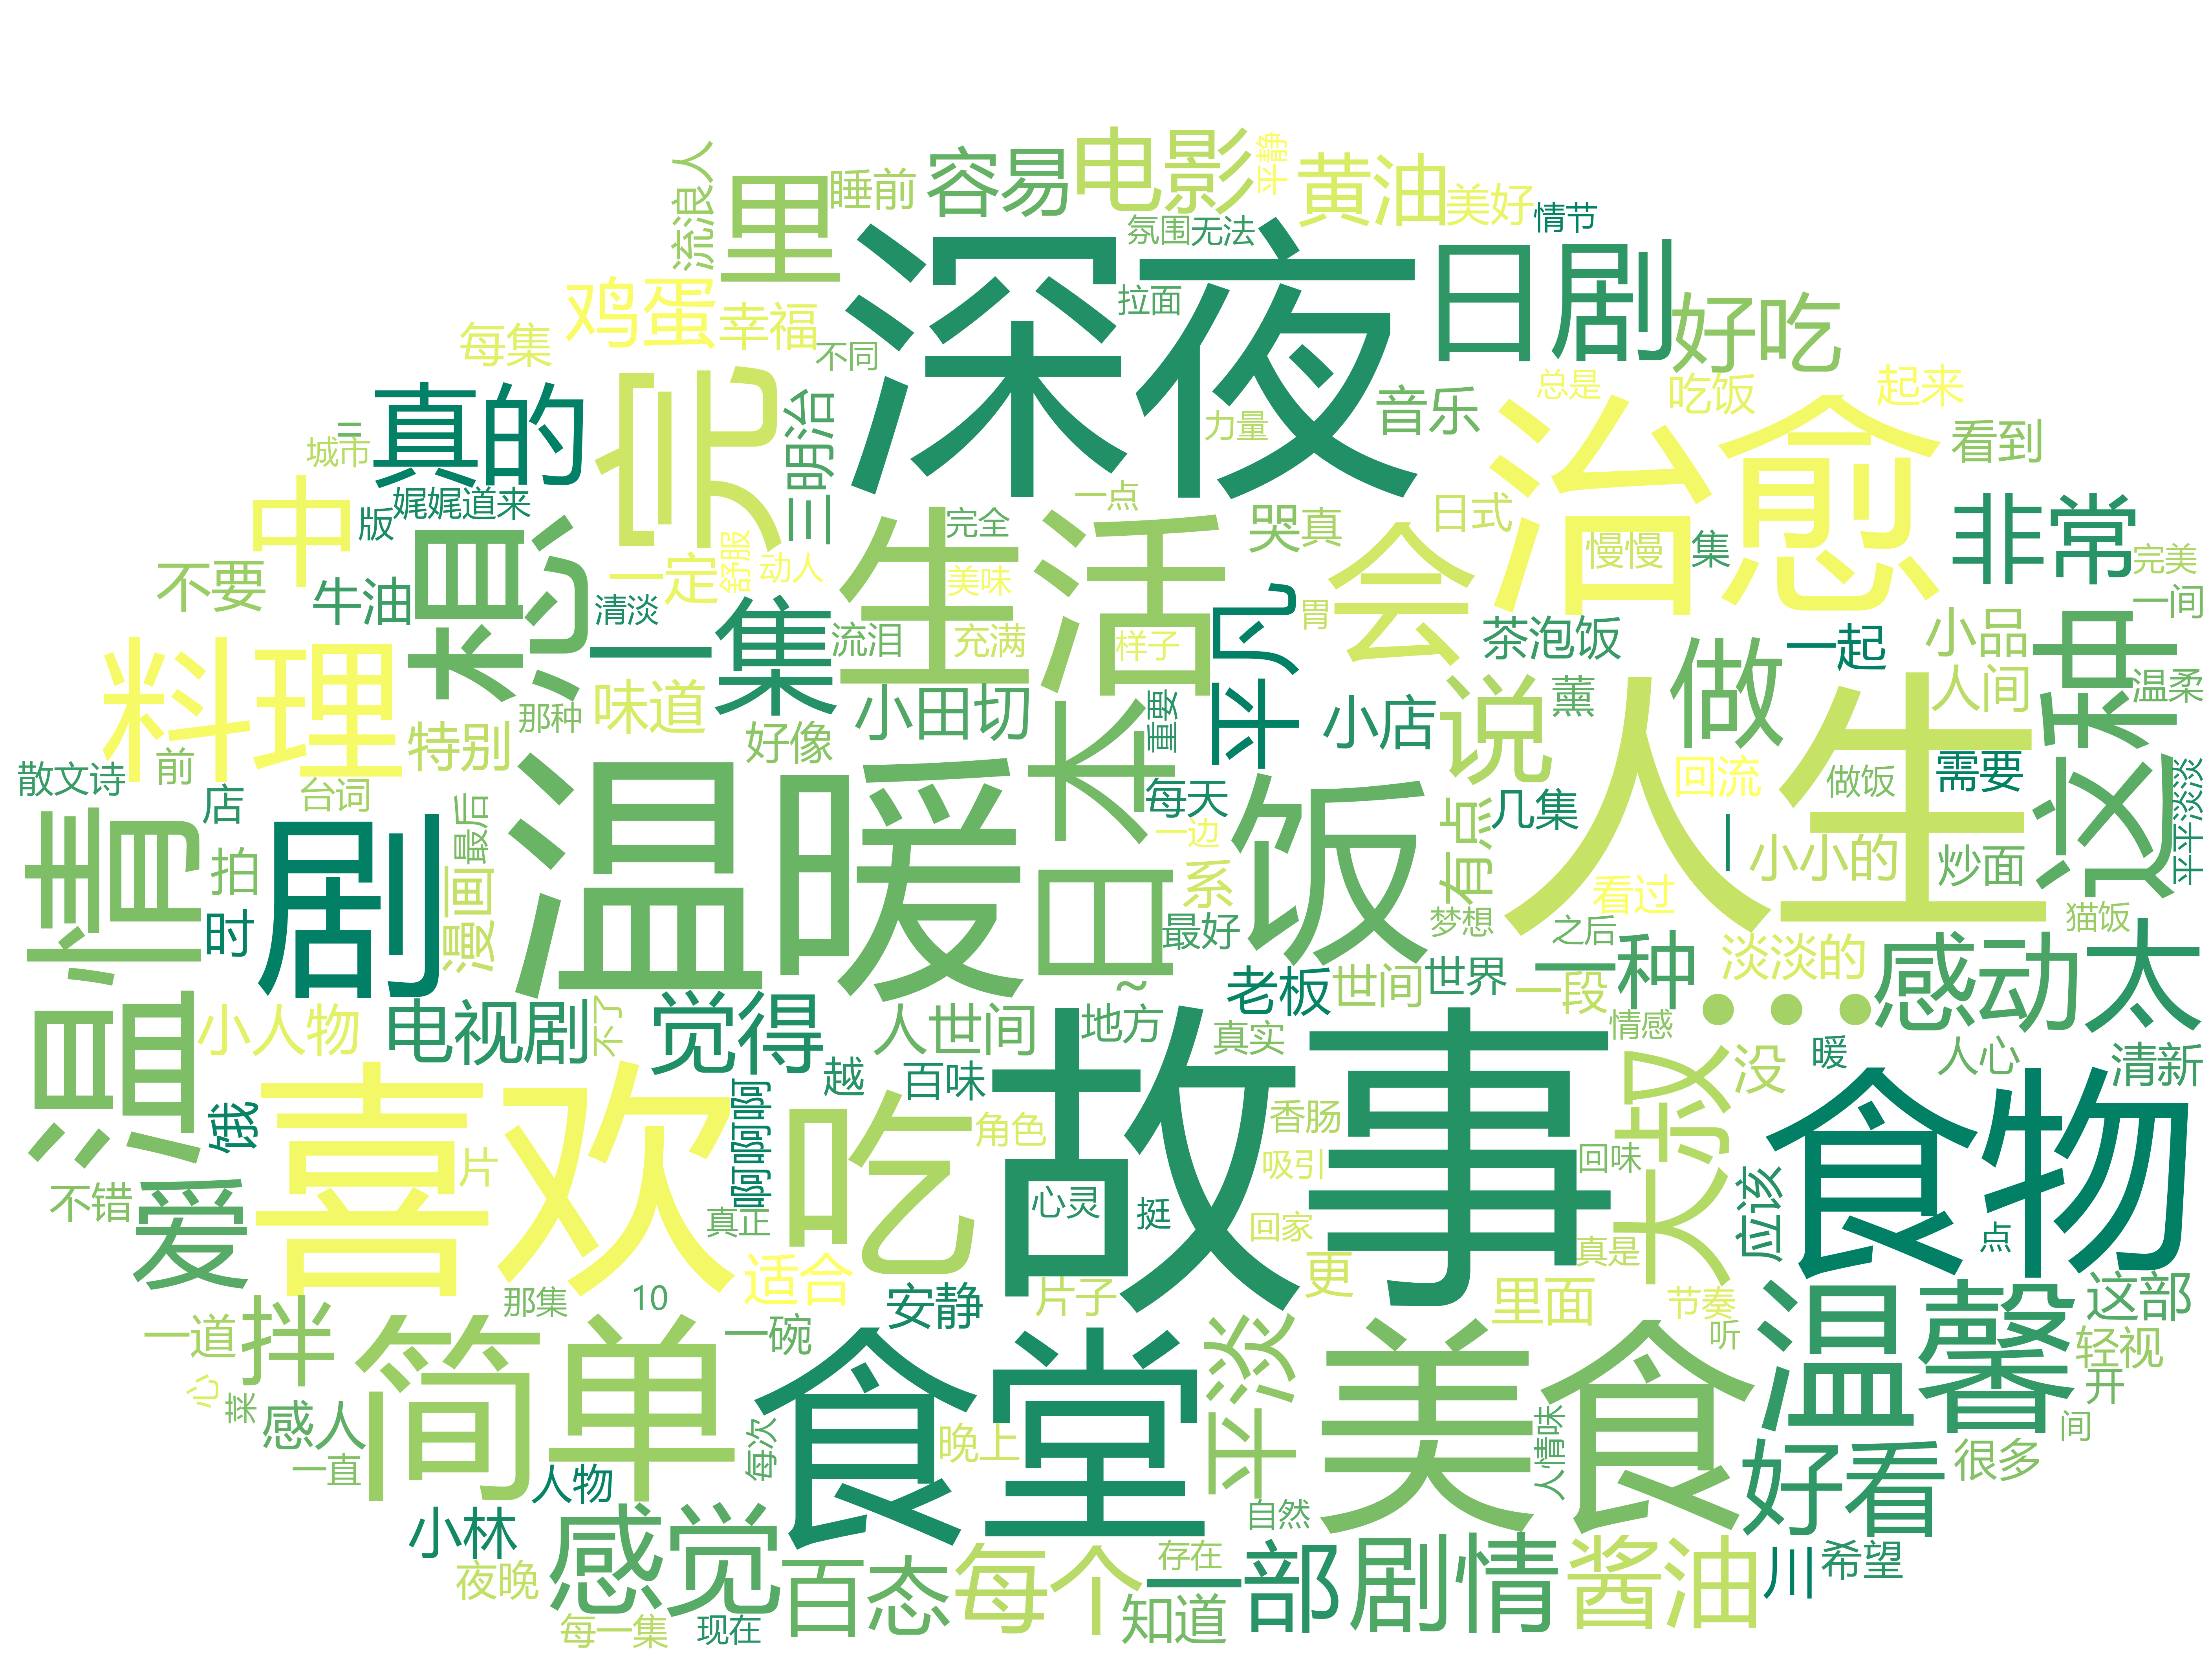 流浪人
里
睡前
容易
电影
平静
黄油
美好
情节
氛围
无法
深夜
日剧
好吃
鸡蛋
幸福
每集
不同
拉面
真的
三
城市
娓娓道来
版
中
不要
牛油
想
三明治
音乐
力量
总是
吃饭
起来
看到
治愈
一点
日式
慢慢
集
非常
完美
一间
哭真
完全
生活
会
一定
舒服
动人
美味
清淡
一集
流泪
充满
样子
胃
平凡
茶泡饭
做
一起
小品
人间
温柔
这种
料理
前
特别
那种
味道
好像
小田切
重要
小店
说
薰
人生
回流
做饭
需要
平平淡淡
散文诗
店
台词
温情
拍
时
剧
漫画
最后
温暖
日本
每天
一边
系
最好
饭
有点
几集
梦想
之后
看过
一
小小的
炒面
猫饭
小人物
电视剧
不了
觉得
人世间
地方
~
老板
世间
世界
一段
一种
情感
淡淡的
…
感动
太
真实
越
百味
故事
大叔
没
暖
人心
清新
饿
喜欢
片
啊啊啊啊
真正
吃
角色
心灵
挺
香肠
吸引
回家
回味
真是
应该
食物
点
不错
爱
适合
安静
片子
更
里面
节奏
听
温馨
这部
轻视
开
间
一道
拌
那集
10
一碗
简单
心
菜
感人
一直
食堂
晚上
平淡
美食
人情味
好看
很多
每次
人物
小林
夜晚
感觉
百态
每个
自然
存在
一部
剧情
酱油
川
希望
每一集
现在
知道